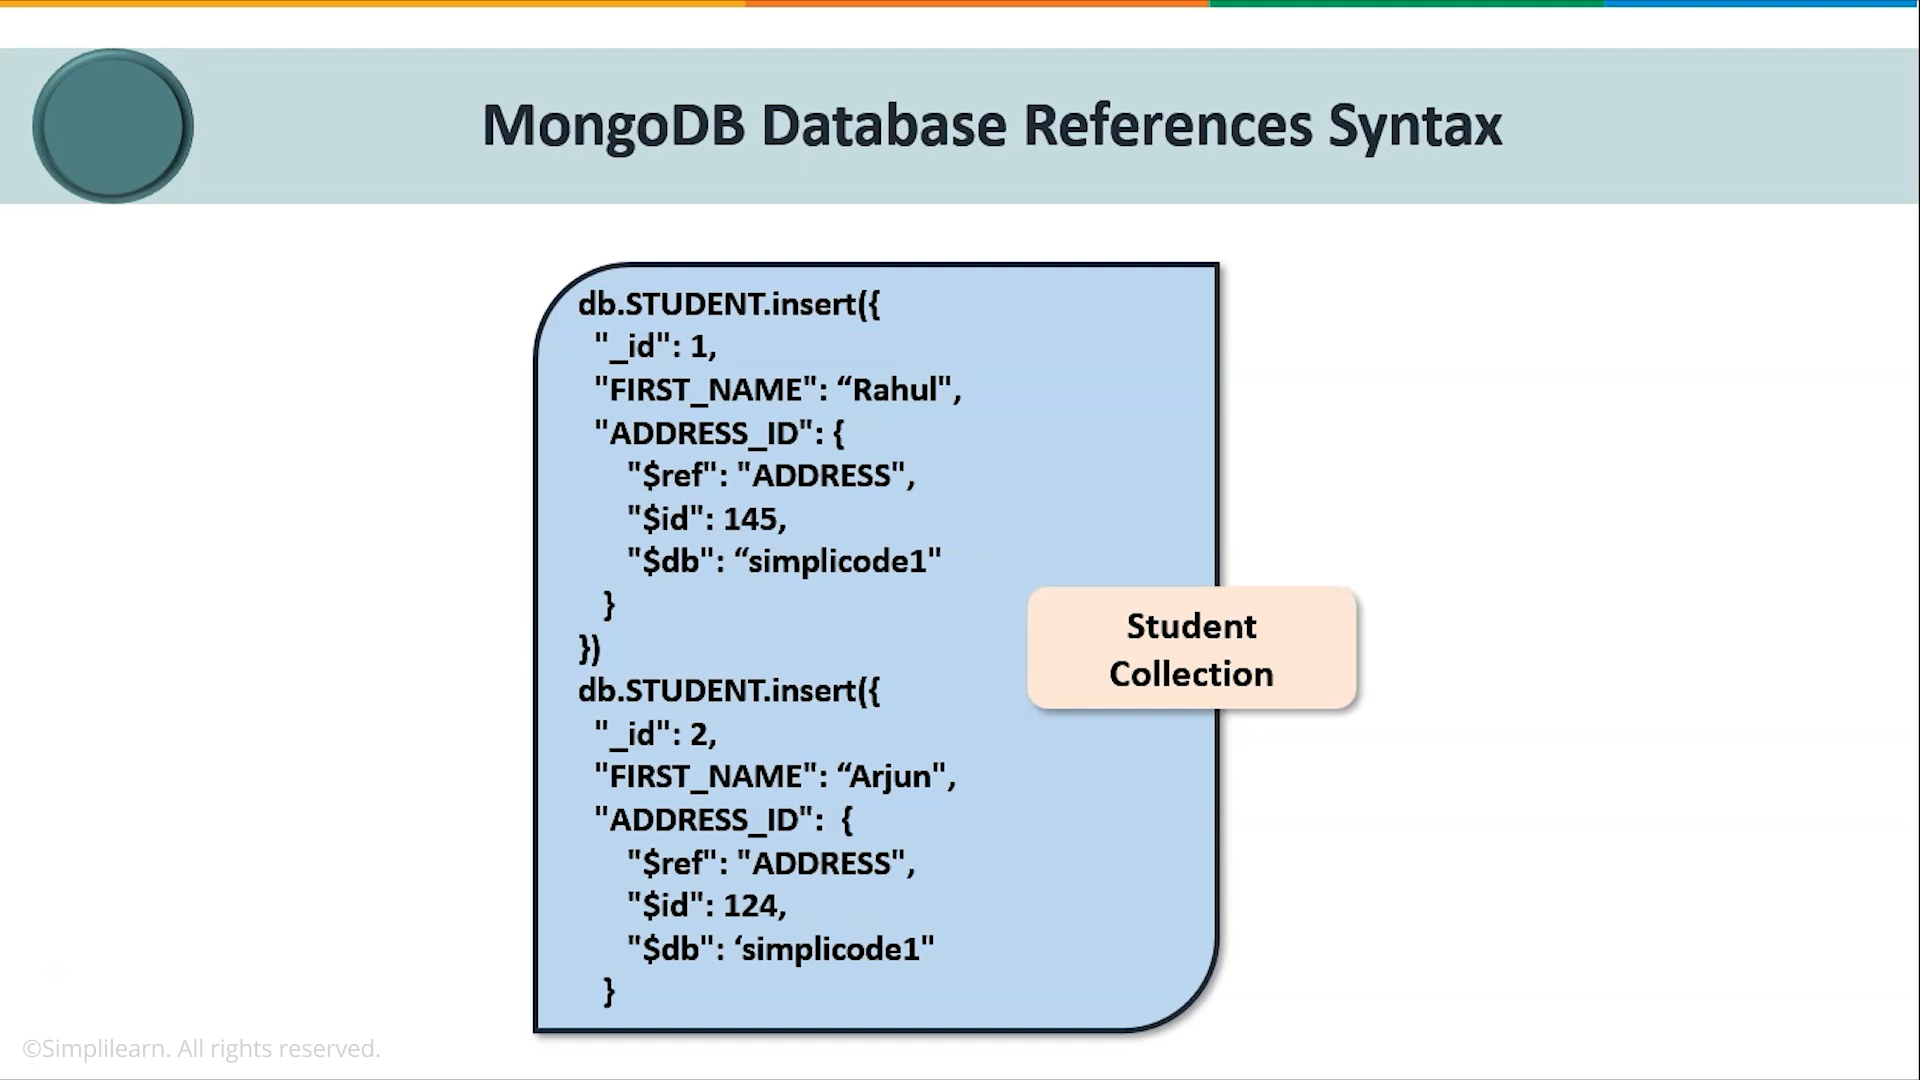 MongoDB Database References Syntax
db.STUDENT.insert({
"_id": 1,
"FIRST_NAME": “Rahul",
"ADDRESS_ID": {
"$ref": "ADDRESS",
"$id": 145,
"$db": “simplicode1"
}
})
db.STUDENT.insert({
"_id": 2,
"FIRST_NAME": “Arjun",
"ADDRESS_ID":  {
"$ref": "ADDRESS",
"$id": 124,
"$db": ‘simplicode1"
}
Student
Collection
©Simplilearn. All rights reserved.